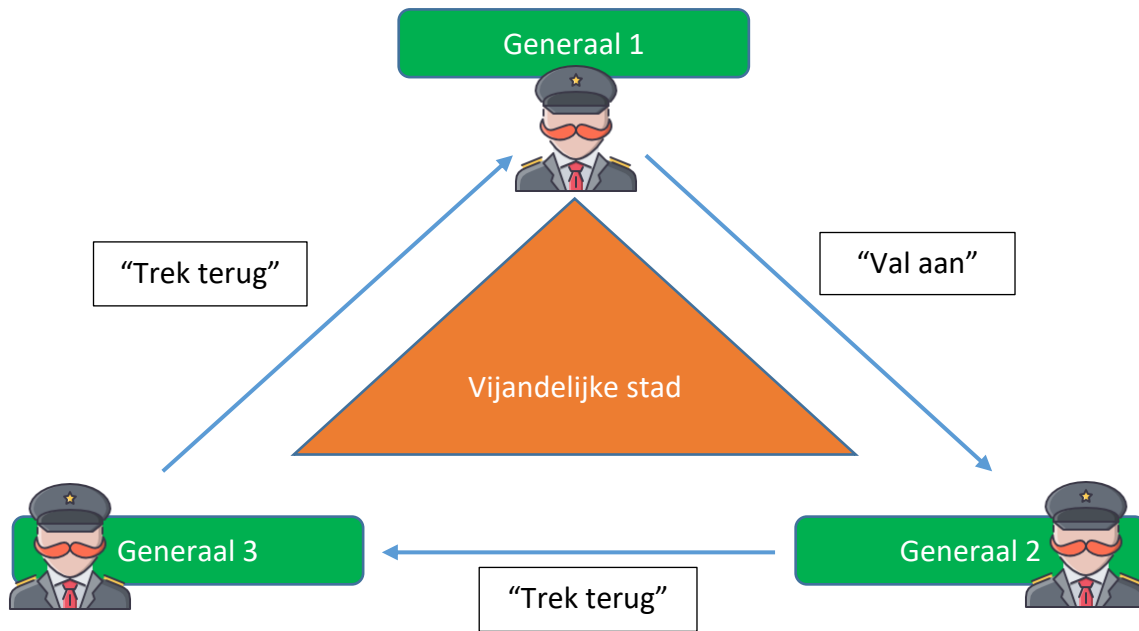 Generaal 1
“Trek terug”
“Val aan”
Vijandelijke stad
Generaal 3
Generaal 2
“Trek terug”